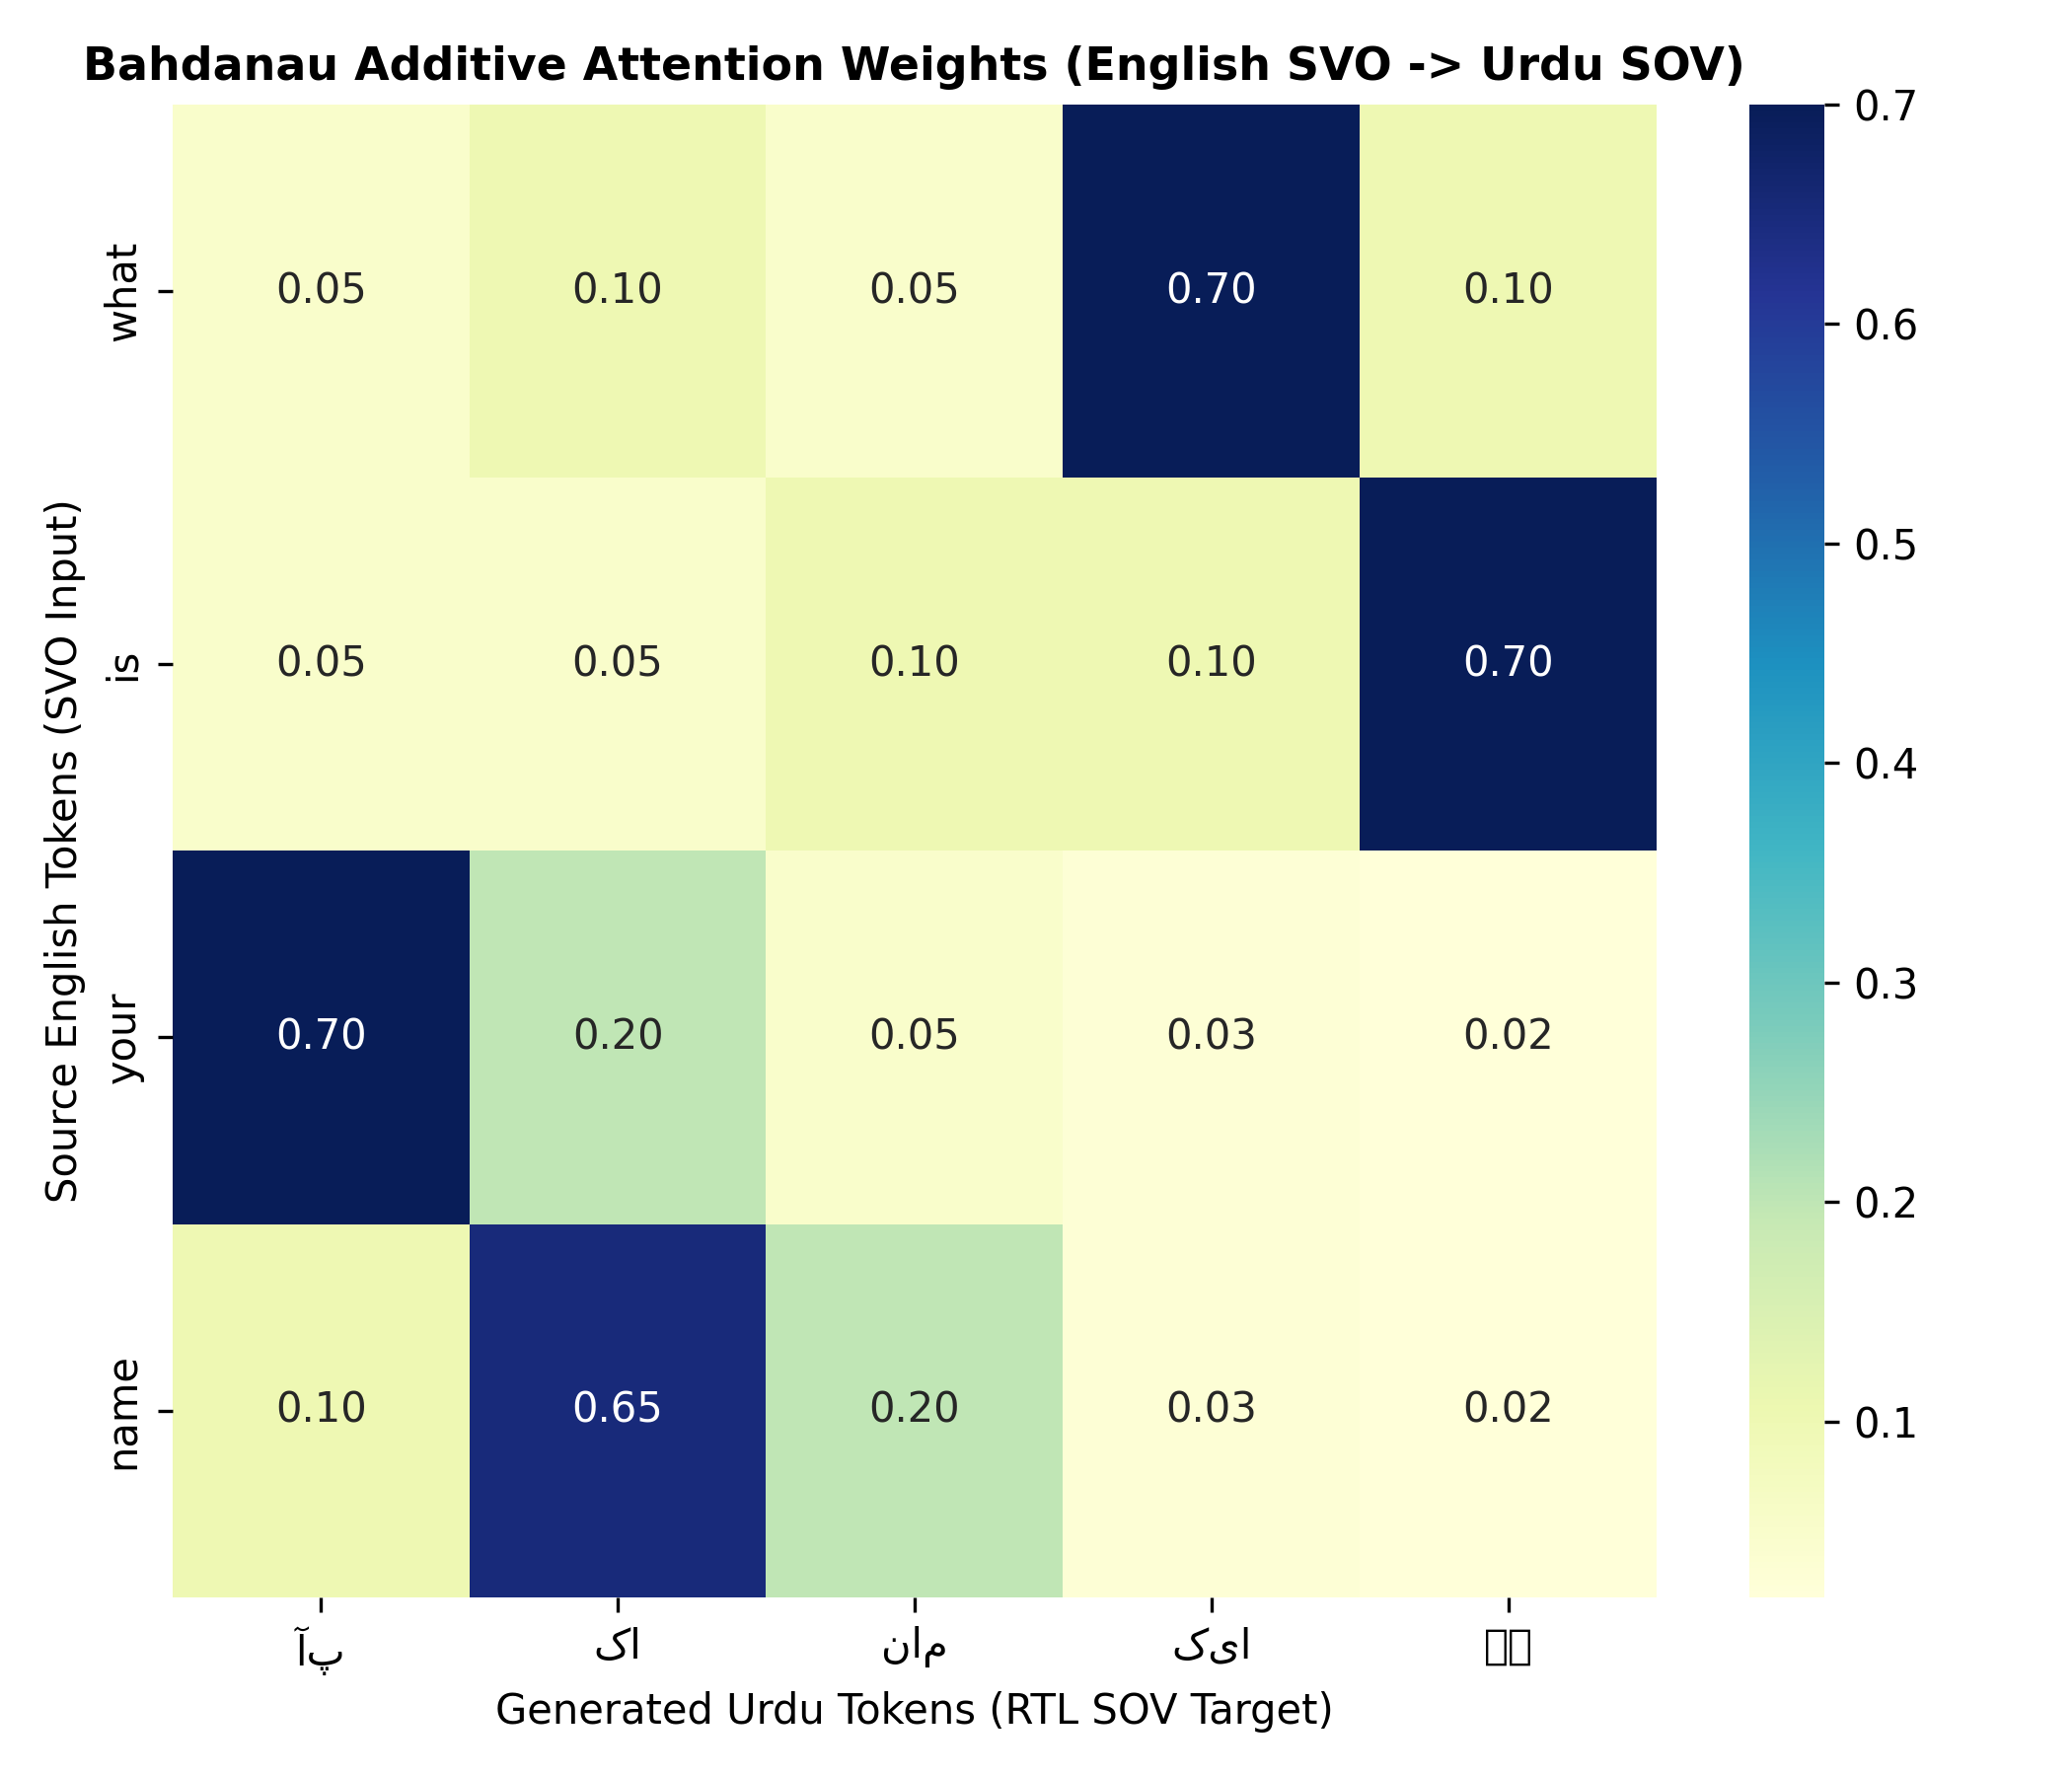 Bahdanau Additive Attention Weights (English SVO -> Urdu SOV)
Source English Tokens (SVO Input)
what 0.05 0.10 0.05 0.70 0.10
is 0.05 0.05 0.10 0.10 0.70
your 0.70 0.20 0.05 0.03 0.02
name 0.10 0.65 0.20 0.03 0.02
آپ کا نام کیا
Generated Urdu Tokens (RTL SOV Target)
0.7
0.6
0.5
0.4
0.3
0.2
0.1